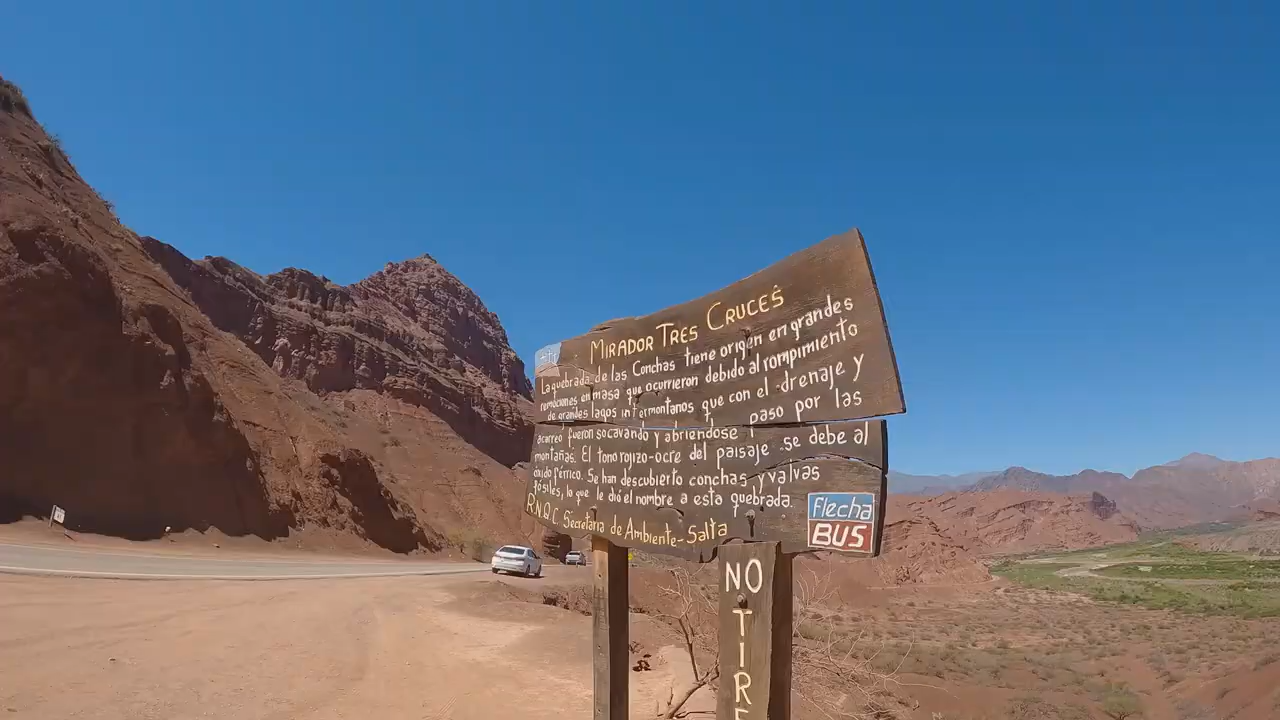 MIRADOR TRES CRUCES
La quebrada de las Conchas tiene origen en grandes
remociones en masa que ocurrieron debido al rompimiento
de grandes lagos intermontanos que con el drenaje y
acarreo fueron socavando y abriendose paso por las
montañas. El tono rojizo-ocre del paisaje se debe al
óxido férrico. Se han descubierto conchas y valvas
fósiles, lo que le dió el nombre a esta quebrada.
R.N.Q.C. Secretaria de Ambiente-Salta
Flecha
BUS
NO
TIRE